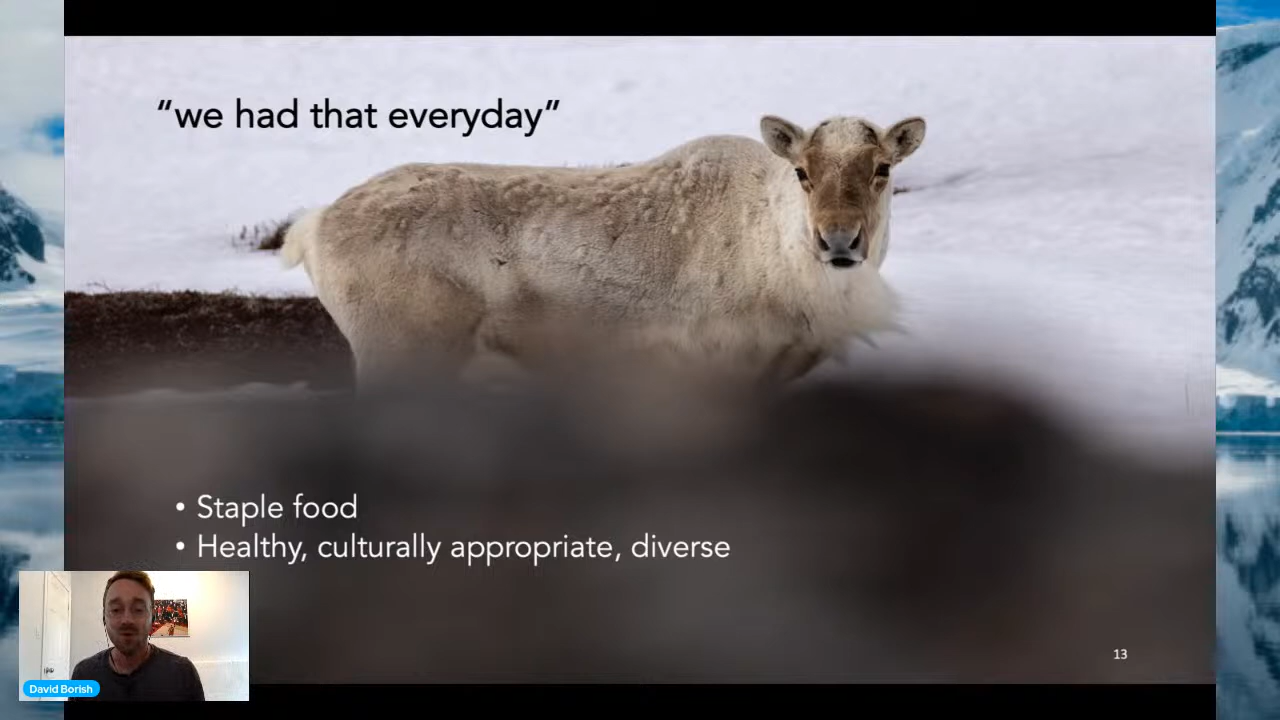 “we had that everyday”
• Staple food
• Healthy, culturally appropriate, diverse
13
David Borish